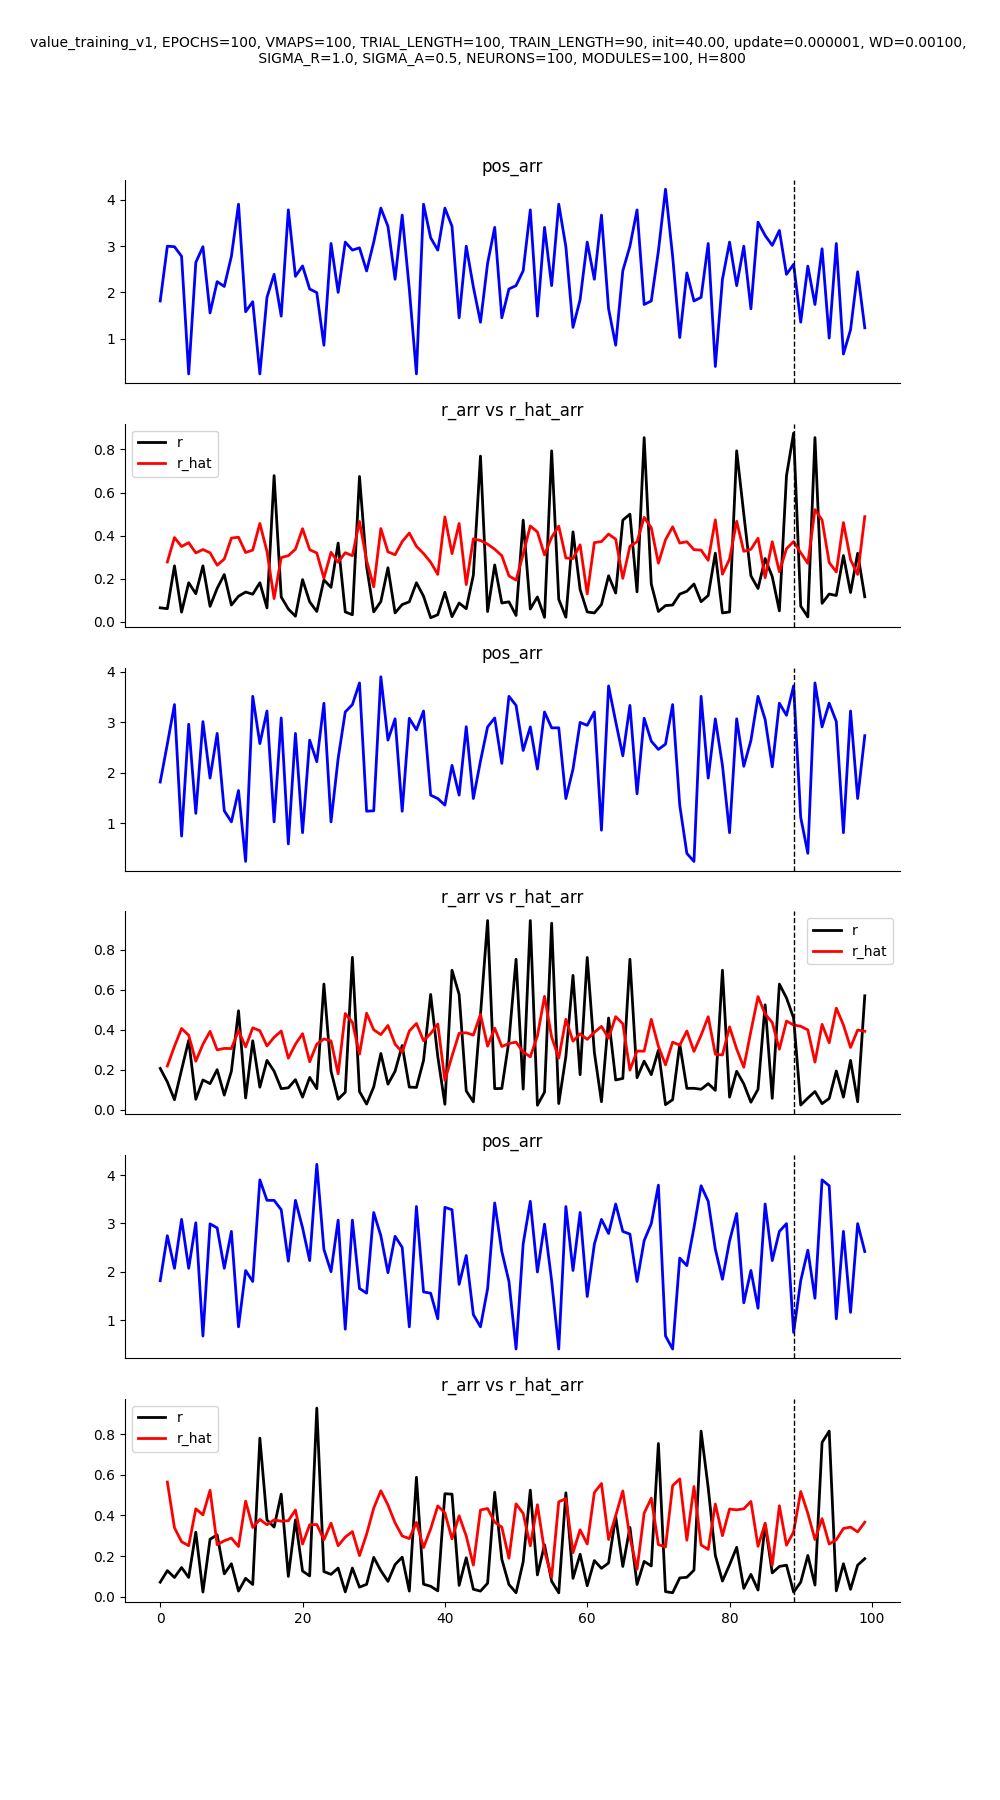 value_training_v1, EPOCHS=100, VMAPS=100, TRIAL_LENGTH=100, TRAIN_LENGTH=90, init=40.00, update=0.000001, WD=0.00100,
SIGMA_R=1.0, SIGMA_A=0.5, NEURONS=100, MODULES=100, H=800
pos_arr
4
3
2
1
r_arr vs r_hat_arr
r
r_hat
0.8
0.6
0.4
0.2
0.0
pos_arr
4
3
2
1
r_arr vs r_hat_arr
r
r_hat
0.8
0.6
0.4
0.2
0.0
pos_arr
4
3
2
1
r_arr vs r_hat_arr
r
r_hat
0.8
0.6
0.4
0.2
0.0
0 20 40 60 80 100